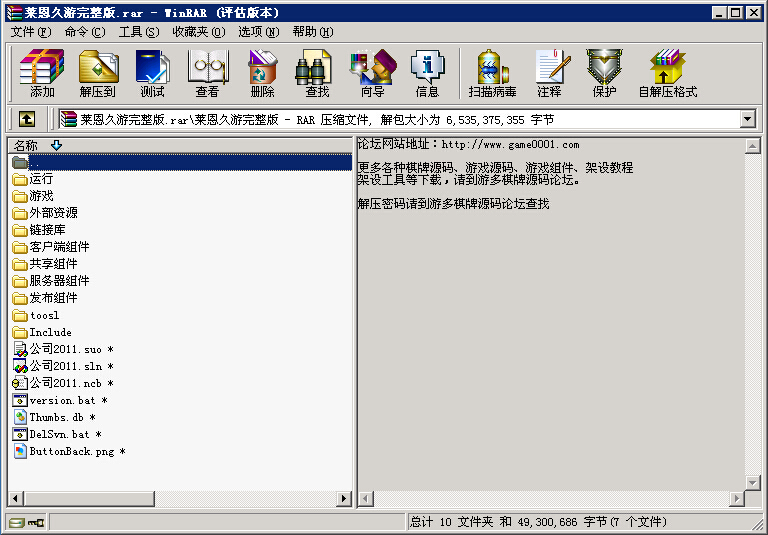 莱恩久游完整版.rar - WinRAR (评估版本)
文件(F) 命令(C) 工具(S) 收藏夹(O) 选项(N) 帮助(H)
添加 解压到 测试 查看 删除 查找 向导 信息 扫描病毒 注释 保护 自解压格式
莱恩久游完整版.rar\莱恩久游完整版 - RAR 压缩文件, 解包大小为 6,535,375,355 字节
名称
..
运行
游戏
外部资源
链接库
客户端组件
共享组件
服务器组件
发布组件
toosl
Include
公司2011.suo *
公司2011.sln *
公司2011.ncb *
version.bat *
Thumbs.db *
DelSvn.bat *
ButtonBack.png *
论坛网站地址：http://www.game0001.com
更多各种棋牌源码、游戏源码、游戏组件、架设教程
架设工具等下载，请到游多棋牌源码论坛。
解压密码请到游多棋牌源码论坛查找
总计 10 文件夹 和 49,300,686 字节(7 个文件)